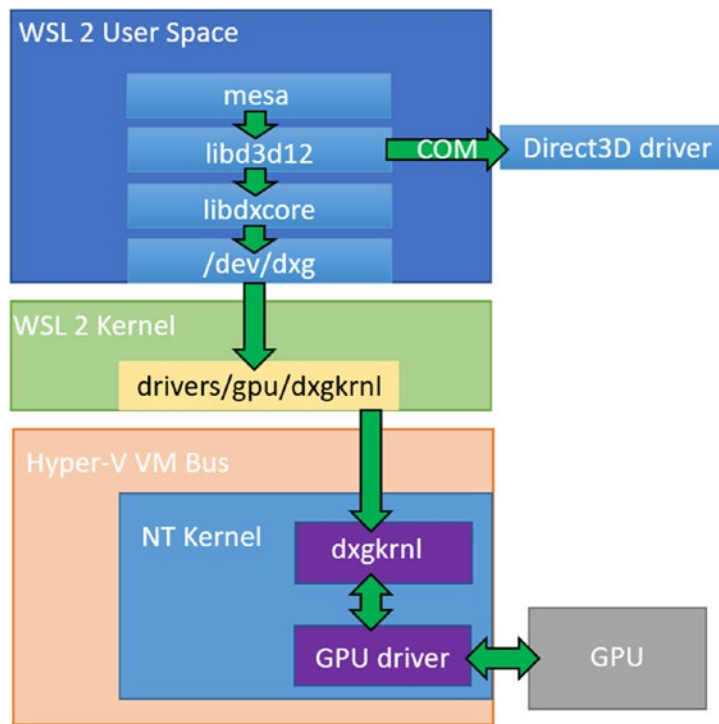 WSL 2 User Space
mesa
libd3d12
COM
Direct3D driver
libdxcore
/dev/dxg
WSL 2 Kernel
drivers/gpu/dxgkrnl
Hyper-V VM Bus
NT Kernel
dxgkrnl
GPU driver
GPU